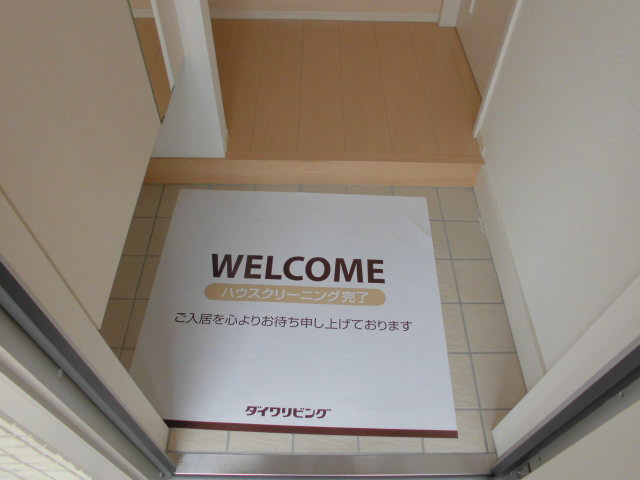 WELCOME
ハウスクリーニング完了
ご入居を心よりお待ち申し上げております
ダイワリビング